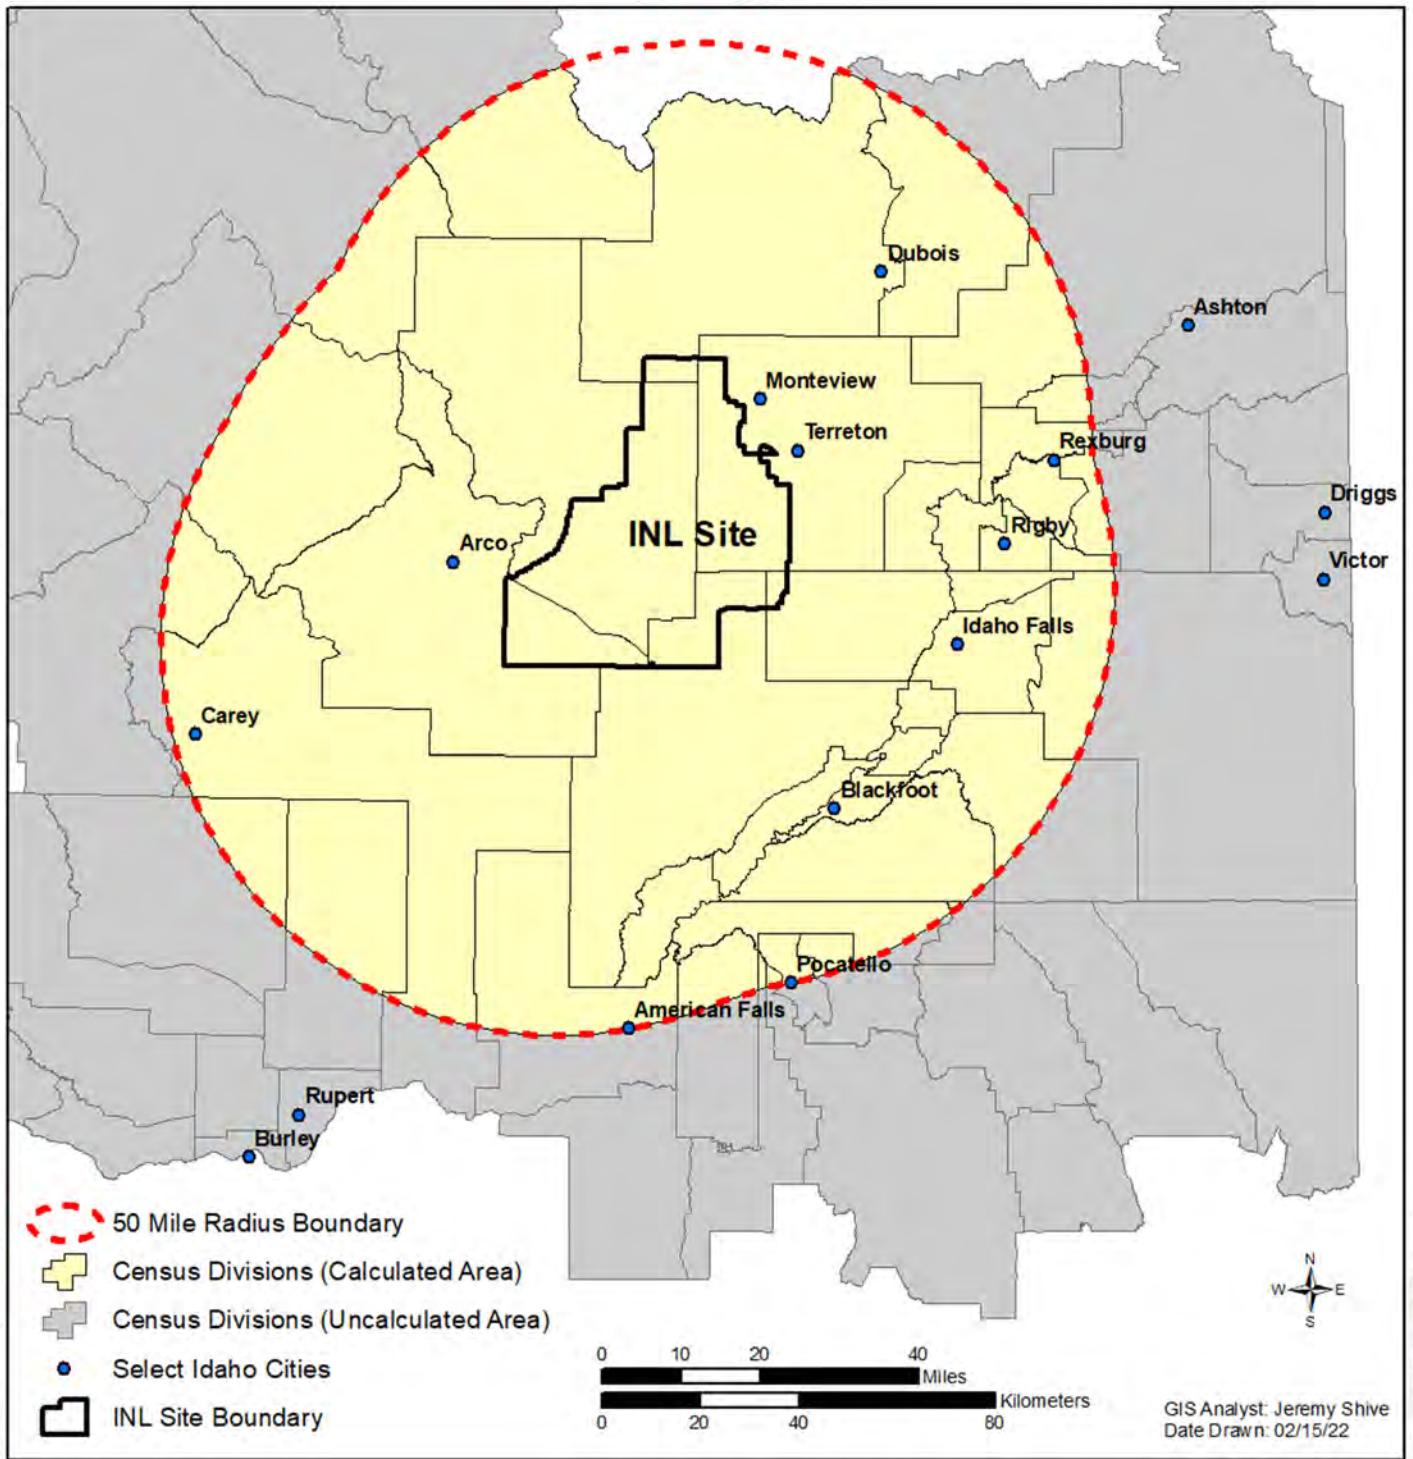 Dubois
Ashton
Monteview
Terreton
Rexburg
Driggs
INL Site
Rigby
Arco
Victor
Idaho Falls
Carey
Blackfoot
Pocatello
American Falls
Rupert
Burley
50 Mile Radius Boundary
Census Divisions (Calculated Area)
Census Divisions (Uncalculated Area)
Select Idaho Cities
INL Site Boundary
N
W E
S
0 10 20 40
Miles
Kilometers
0 20 40 80
GIS Analyst: Jeremy Shive
Date Drawn: 02/15/22